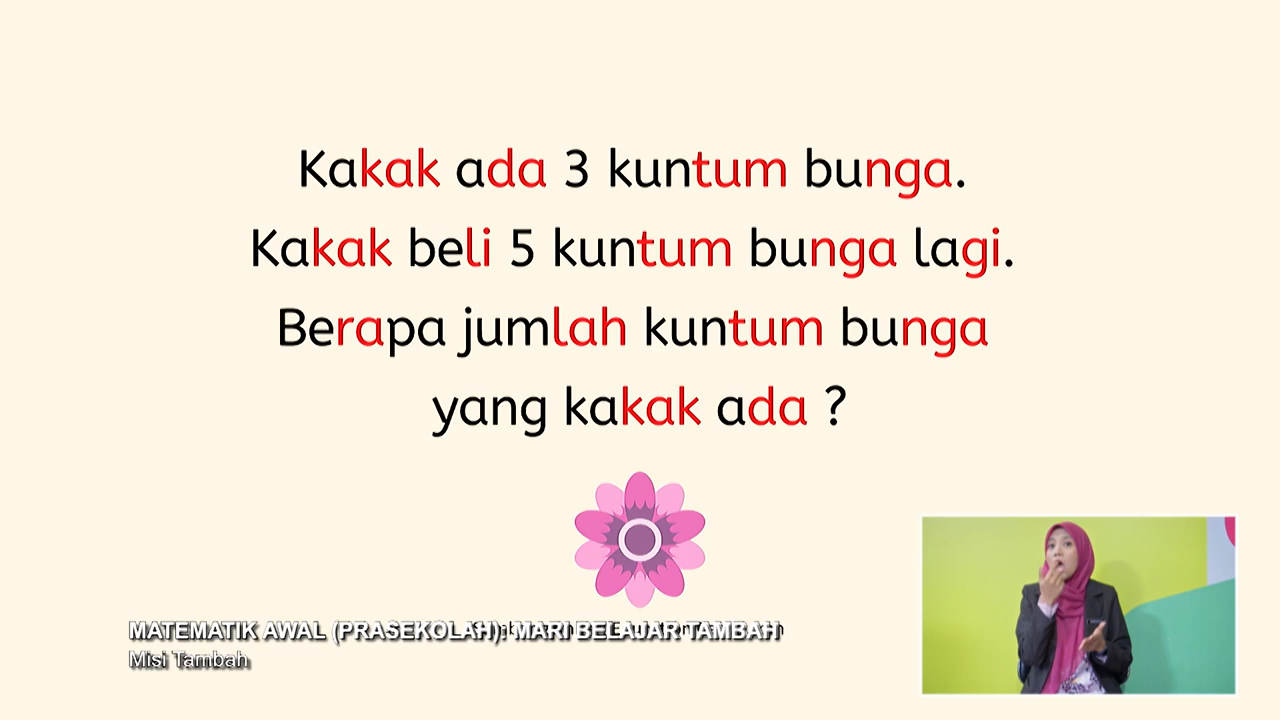 Kakak ada 3 kuntum bunga.
Kakak beli 5 kuntum bunga lagi.
Berapa jumlah kuntum bunga
yang kakak ada ?
MATEMATIK AWAL (PRASEKOLAH): MARI BELAJAR TAMBAH
Misi Tambah